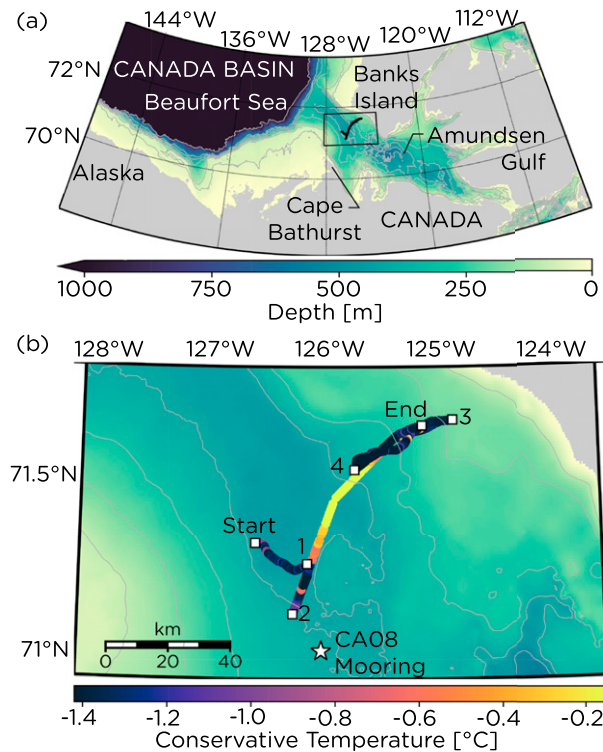 (a)
144°W
136°W
128°W
120°W
112°W
72°N
70°N
CANADA BASIN
Beaufort Sea
Banks
Island
Amundsen
Gulf
Alaska
Cape
Bathurst
CANADA
1000
750
500
250
0
Depth [m]
(b)
128°W
127°W
126°W
125°W
124°W
End
3
4
71.5°N
Start
1
2
km
0
20
40
71°N
CA08
Mooring
-1.4
-1.2
-1.0
-0.8
-0.6
-0.4
-0.2
Conservative Temperature [°C]